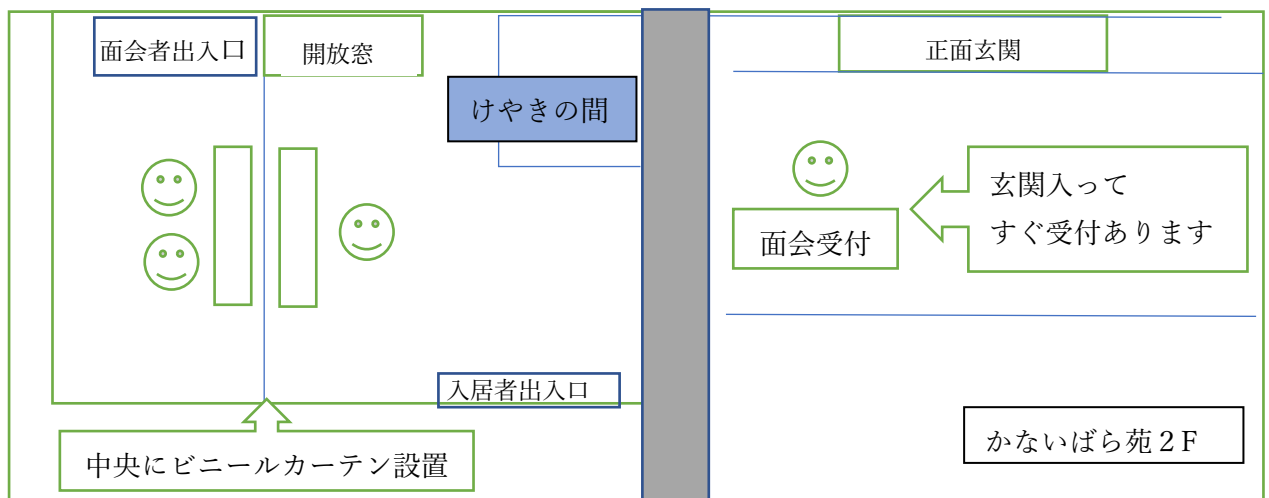 面会者出入口
開放窓
正面玄関
けやきの間
玄関入って
すぐ受付あります
面会受付
入居者出入口
かないばら苑２F
中央にビニールカーテン設置